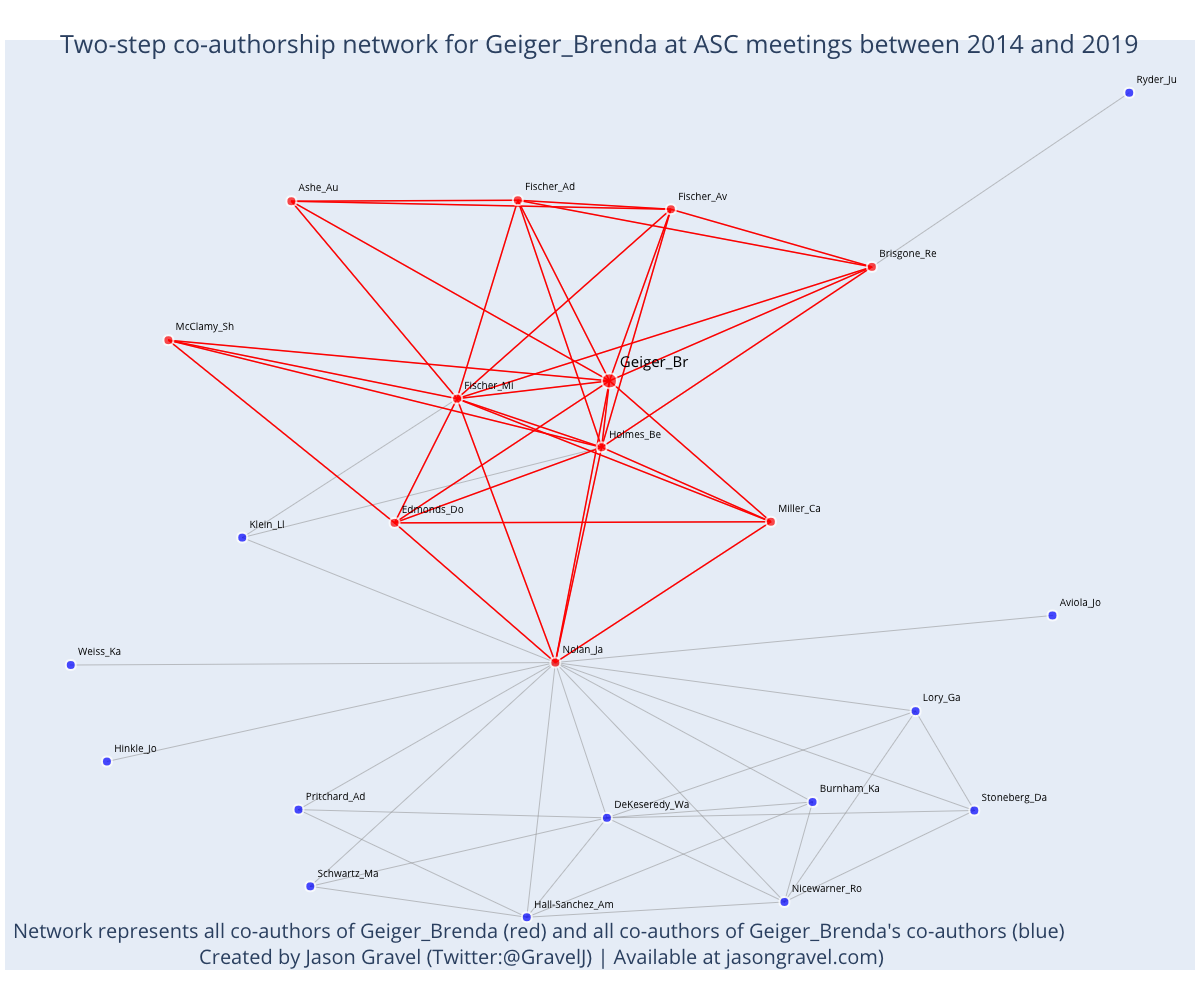 Two-step co-authorship network for Geiger_Brenda at ASC meetings between 2014 and 2019
Ryder_Ju
Ashe_Au
Fischer_Ad
Fischer_Av
Brisgone_Re
McClamy_Sh
Geiger_Br
Fischer_Mi
Holmes_Be
Edmonds_Do
Miller_Ca
Klein_Ll
Aviola_Jo
Weiss_Ka
Nolan_Ja
Lory_Ga
Hinkle_Jo
Pritchard_Ad
DeKeseredy_Wa
Burnham_Ka
Stoneberg_Da
Schwartz_Ma
Nicewarner_Ro
Hall-Sanchez_Am
Network represents all co-authors of Geiger_Brenda (red) and all co-authors of Geiger_Brenda's co-authors (blue)
Created by Jason Gravel (Twitter:@GravelJ) | Available at jasongravel.com)